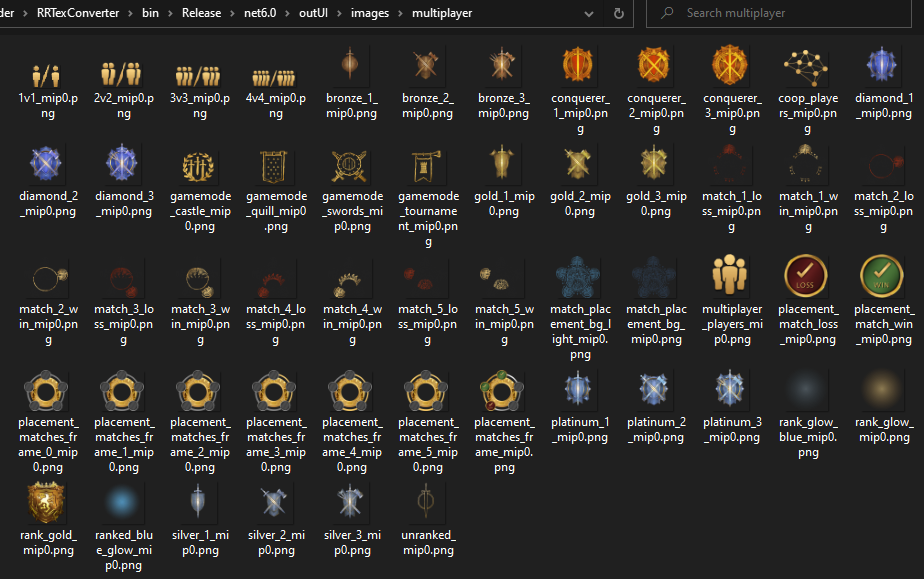 der > RRTexConverter > bin > Release > net6.0 > outUI > images > multiplayer
Search multiplayer
1v1_mip0.p
ng
2v2_mip0.p
ng
3v3_mip0.p
ng
4v4_mip0.p
ng
bronze_1_
mip0.png
bronze_2_
mip0.png
bronze_3_
mip0.png
conquerer_
1_mip0.pn
g
conquerer_
2_mip0.pn
g
conquerer_
3_mip0.pn
g
coop_playe
rs_mip0.pn
g
diamond_1
_mip0.png
diamond_2
_mip0.png
diamond_3
_mip0.png
gamemode
_castle_mip
0.png
gamemode
_quill_mip0
.png
gamemode
_swords_mi
p0.png
gamemode
_tourname
nt_mip0.pn
g
gold_1_mip
0.png
gold_2_mip
0.png
gold_3_mip
0.png
match_1_lo
ss_mip0.pn
g
match_1_w
in_mip0.pn
g
match_2_lo
ss_mip0.pn
g
match_2_w
in_mip0.pn
g
match_3_lo
ss_mip0.pn
g
match_3_w
in_mip0.pn
g
match_4_lo
ss_mip0.pn
g
match_4_w
in_mip0.pn
g
match_5_lo
ss_mip0.pn
g
match_5_w
in_mip0.pn
g
match_plac
ement_bg_l
ight_mip0.
png
match_plac
ement_bg_
mip0.png
multiplayer
_players_mi
p0.png
LOSS
placement_
match_loss
_mip0.png
WIN
placement_
match_win
_mip0.png
placement_
matches_fr
ame_0_mip
0.png
placement_
matches_fr
ame_1_mip
0.png
placement_
matches_fr
ame_2_mip
0.png
placement_
matches_fr
ame_3_mip
0.png
placement_
matches_fr
ame_4_mip
0.png
placement_
matches_fr
ame_5_mip
0.png
placement_
matches_fr
ame_mip0.
png
platinum_1
_mip0.png
platinum_2
_mip0.png
platinum_3
_mip0.png
rank_glow_
blue_mip0.
png
rank_glow_
mip0.png
rank_gold_
mip0.png
ranked_blu
e_glow_mi
p0.png
silver_1_mi
p0.png
silver_2_mi
p0.png
silver_3_mi
p0.png
unranked_
mip0.png